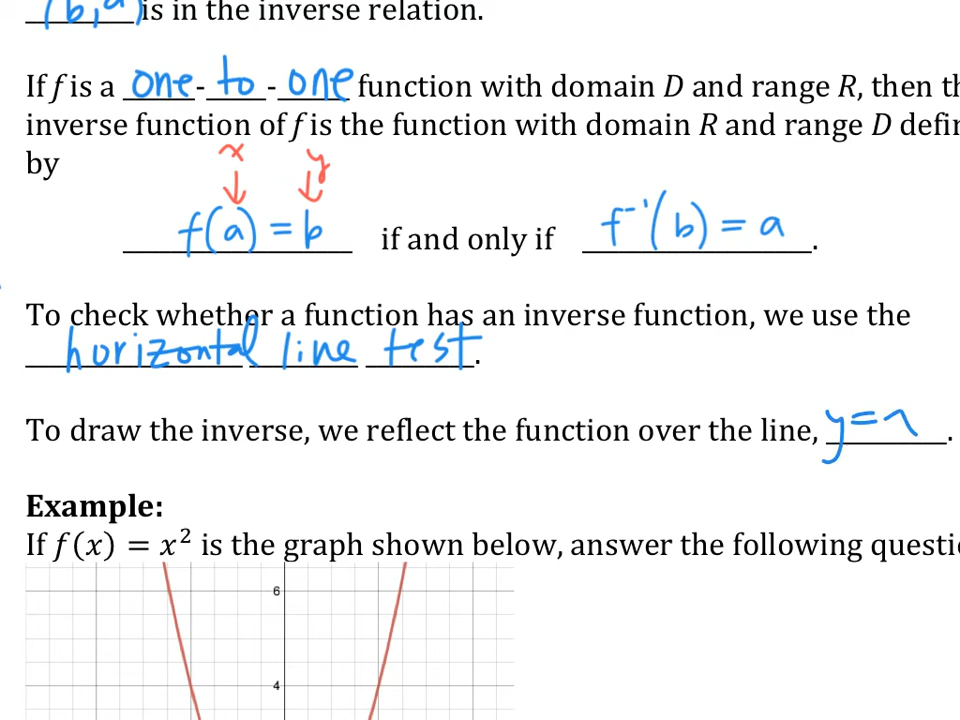 (b, a) is in the inverse relation.
If f is a one-to-one function with domain D and range R, then th
inverse function of f is the function with domain R and range D defin
x y
by
f(a) = b if and only if f⁻¹(b) = a.
To check whether a function has an inverse function, we use the
horizontal line test.
To draw the inverse, we reflect the function over the line, y=.
Example:
If f(x) = x² is the graph shown below, answer the following questio
6
4